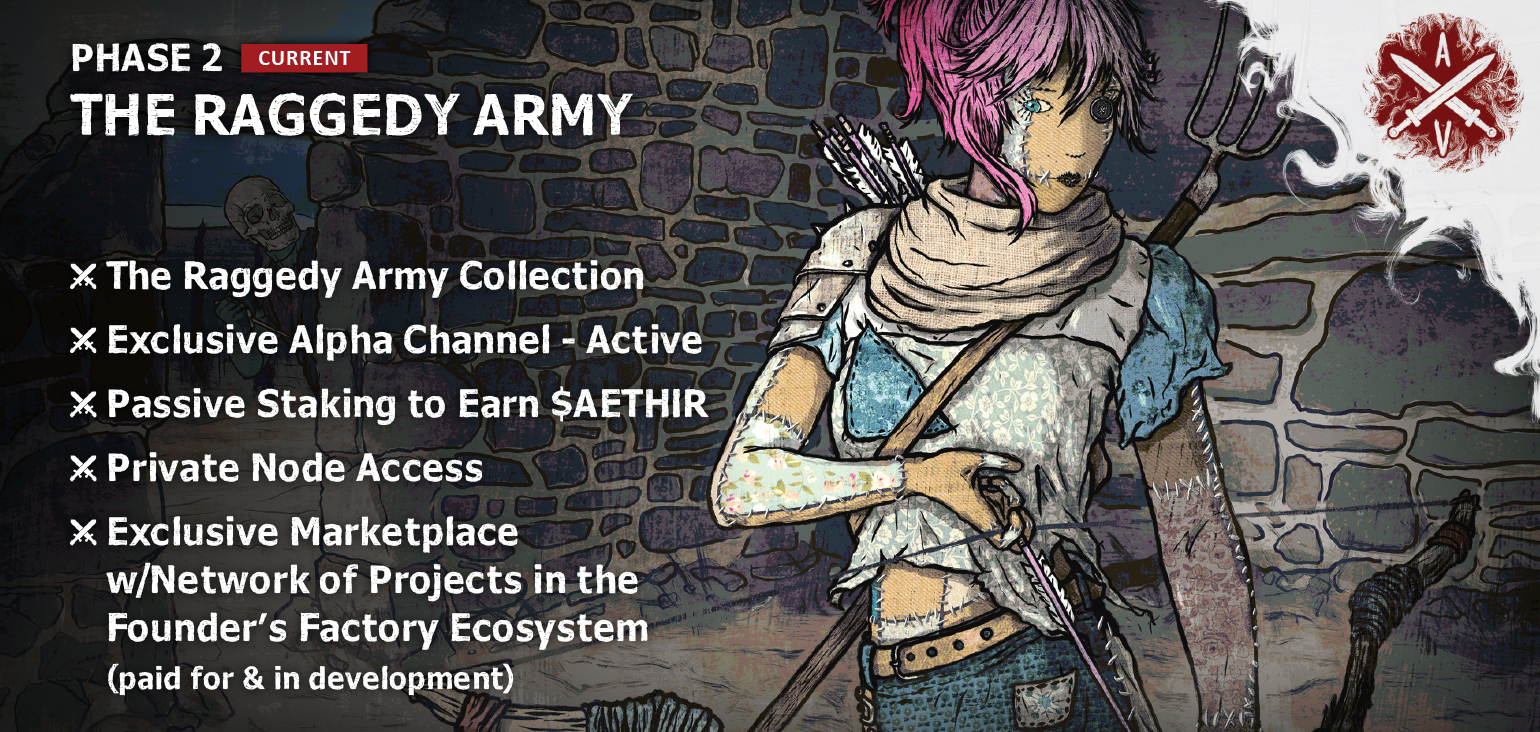 PHASE 2 CURRENT
THE RAGGEDY ARMY
The Raggedy Army Collection
Exclusive Alpha Channel - Active
Passive Staking to Earn $AETHIR
Private Node Access
Exclusive Marketplace
w/Network of Projects in the
Founder’s Factory Ecosystem
(paid for & in development)
A
V